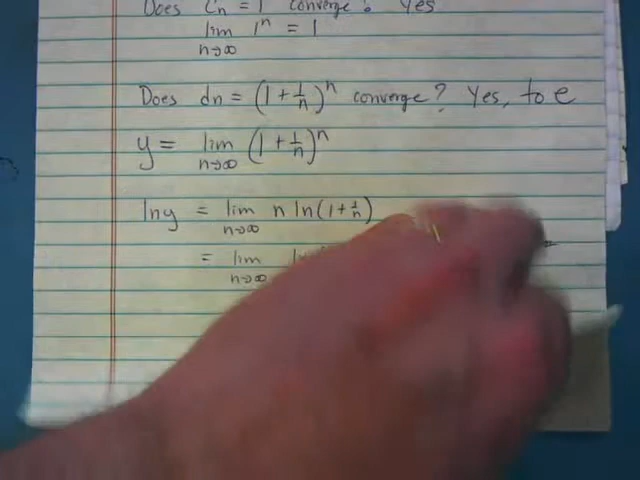 Does Cn = 1 converge? Yes
lim 1^n = 1
n→∞
Does dn = (1 + 1/n)^n converge? Yes, to e
y = lim (1 + 1/n)^n
n→∞
ln y = lim n ln(1 + 1/n)
n→∞
= lim
n→∞